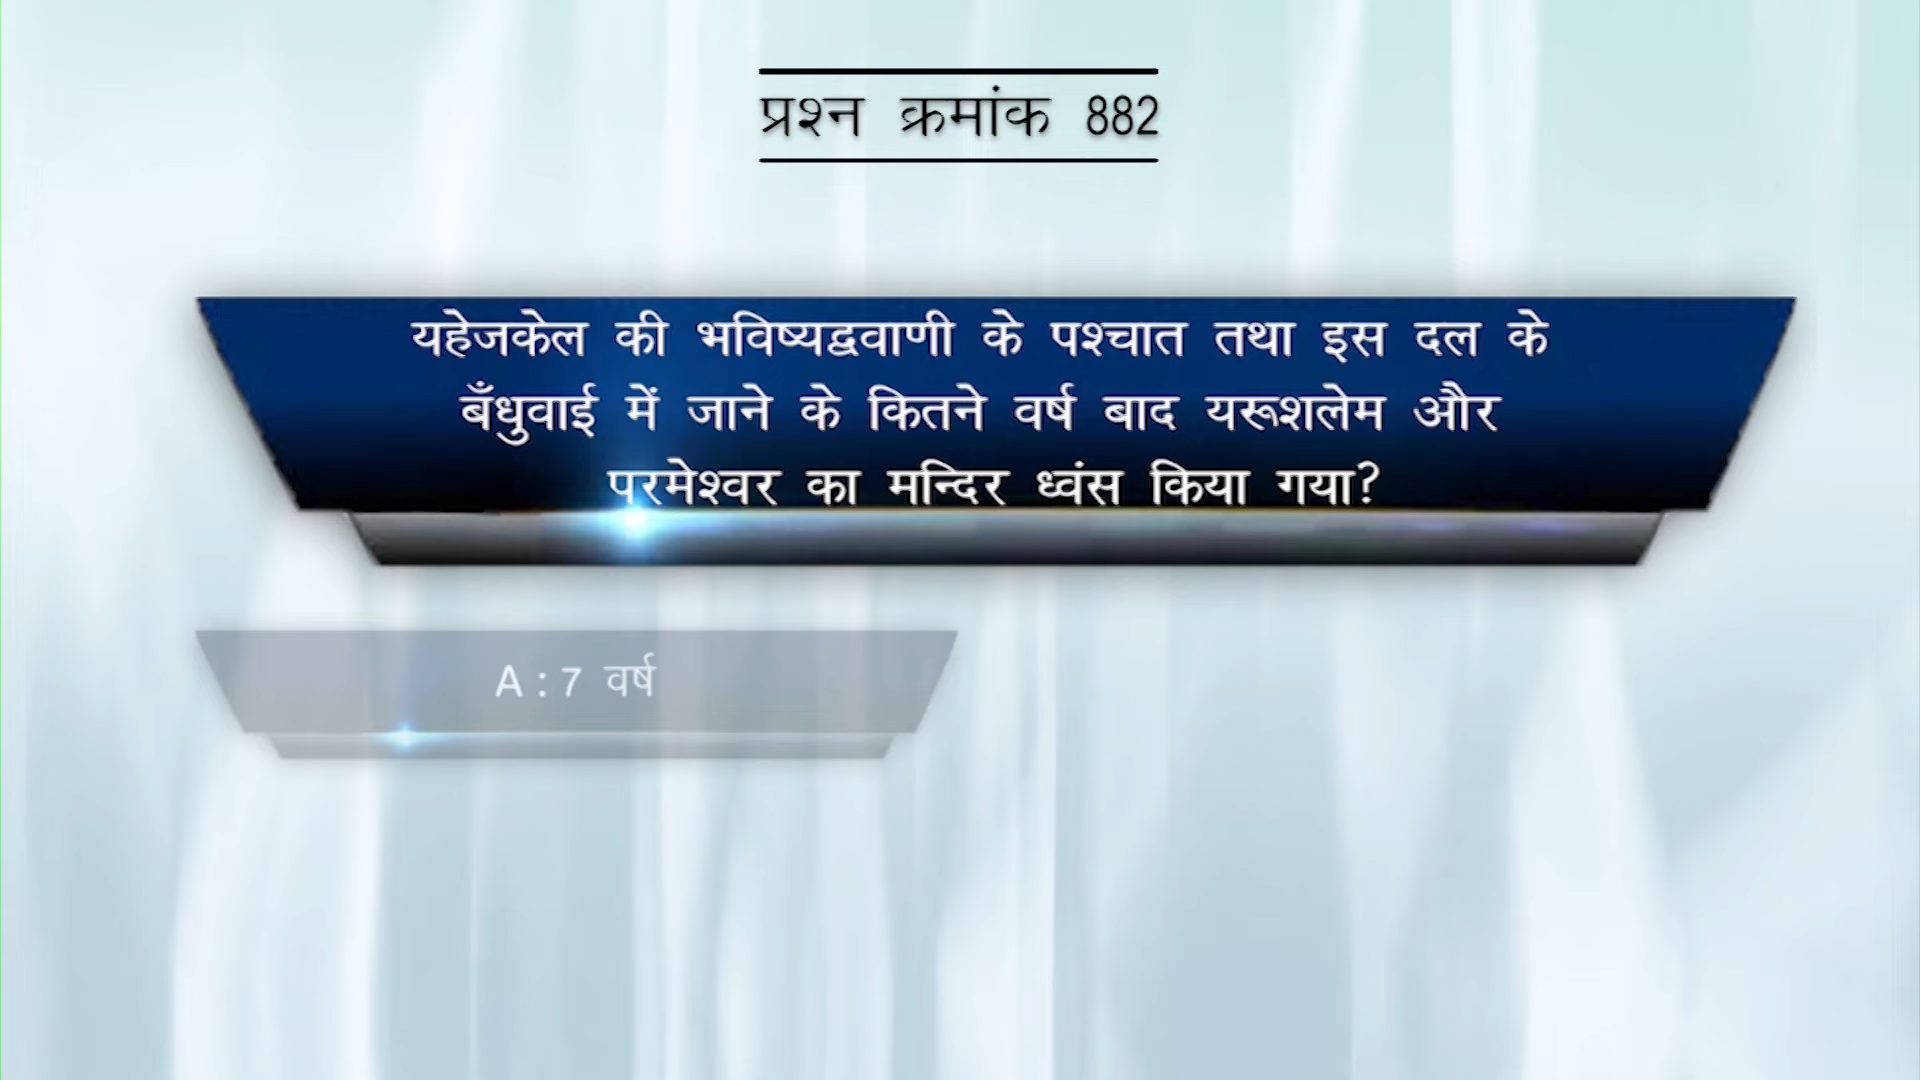 प्रश्न क्रमांक 882
यहेजकेल की भविष्यद्ववाणी के पश्चात तथा इस दल के
बँधुवाई में जाने के कितने वर्ष बाद यरूशलेम और
परमेश्वर का मन्दिर ध्वंस किया गया?
A : 7 वर्ष